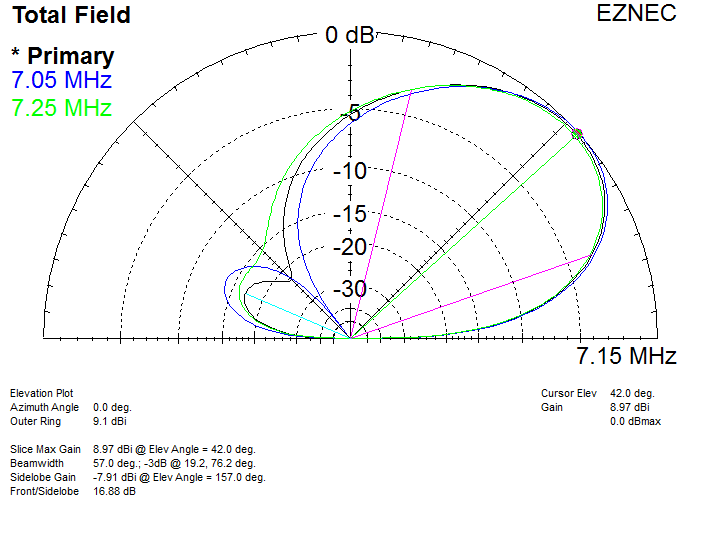 Total Field
EZNEC
* Primary
7.05 MHz
7.25 MHz
0 dB
-5
-10
-15
-20
-30
7.15 MHz
Elevation Plot
Azimuth Angle 0.0 deg.
Outer Ring 9.1 dBi
Cursor Elev 42.0 deg.
Gain 8.97 dBi
0.0 dBmax
Slice Max Gain 8.97 dBi @ Elev Angle = 42.0 deg.
Beamwidth 57.0 deg.; -3dB @ 19.2, 76.2 deg.
Sidelobe Gain -7.91 dBi @ Elev Angle = 157.0 deg.
Front/Sidelobe 16.88 dB